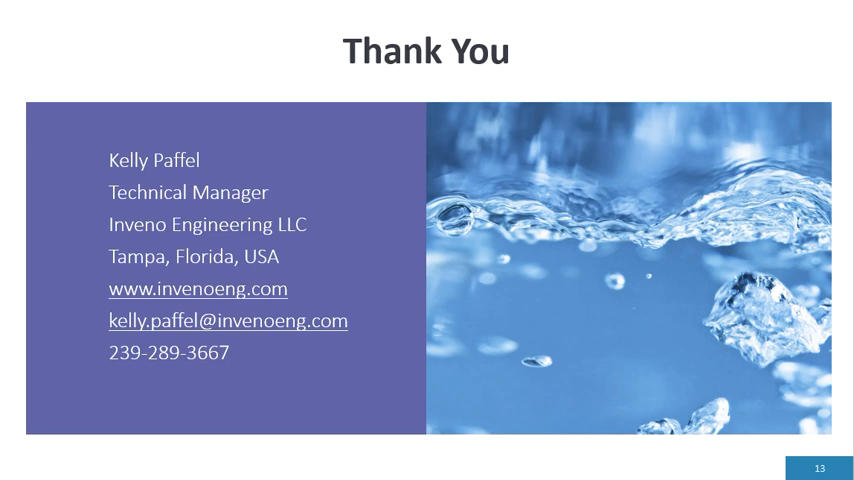 Thank You
Kelly Paffel
Technical Manager
Inveno Engineering LLC
Tampa, Florida, USA
www.invenoeng.com
kelly.paffel@invenoeng.com
239-289-3667
13